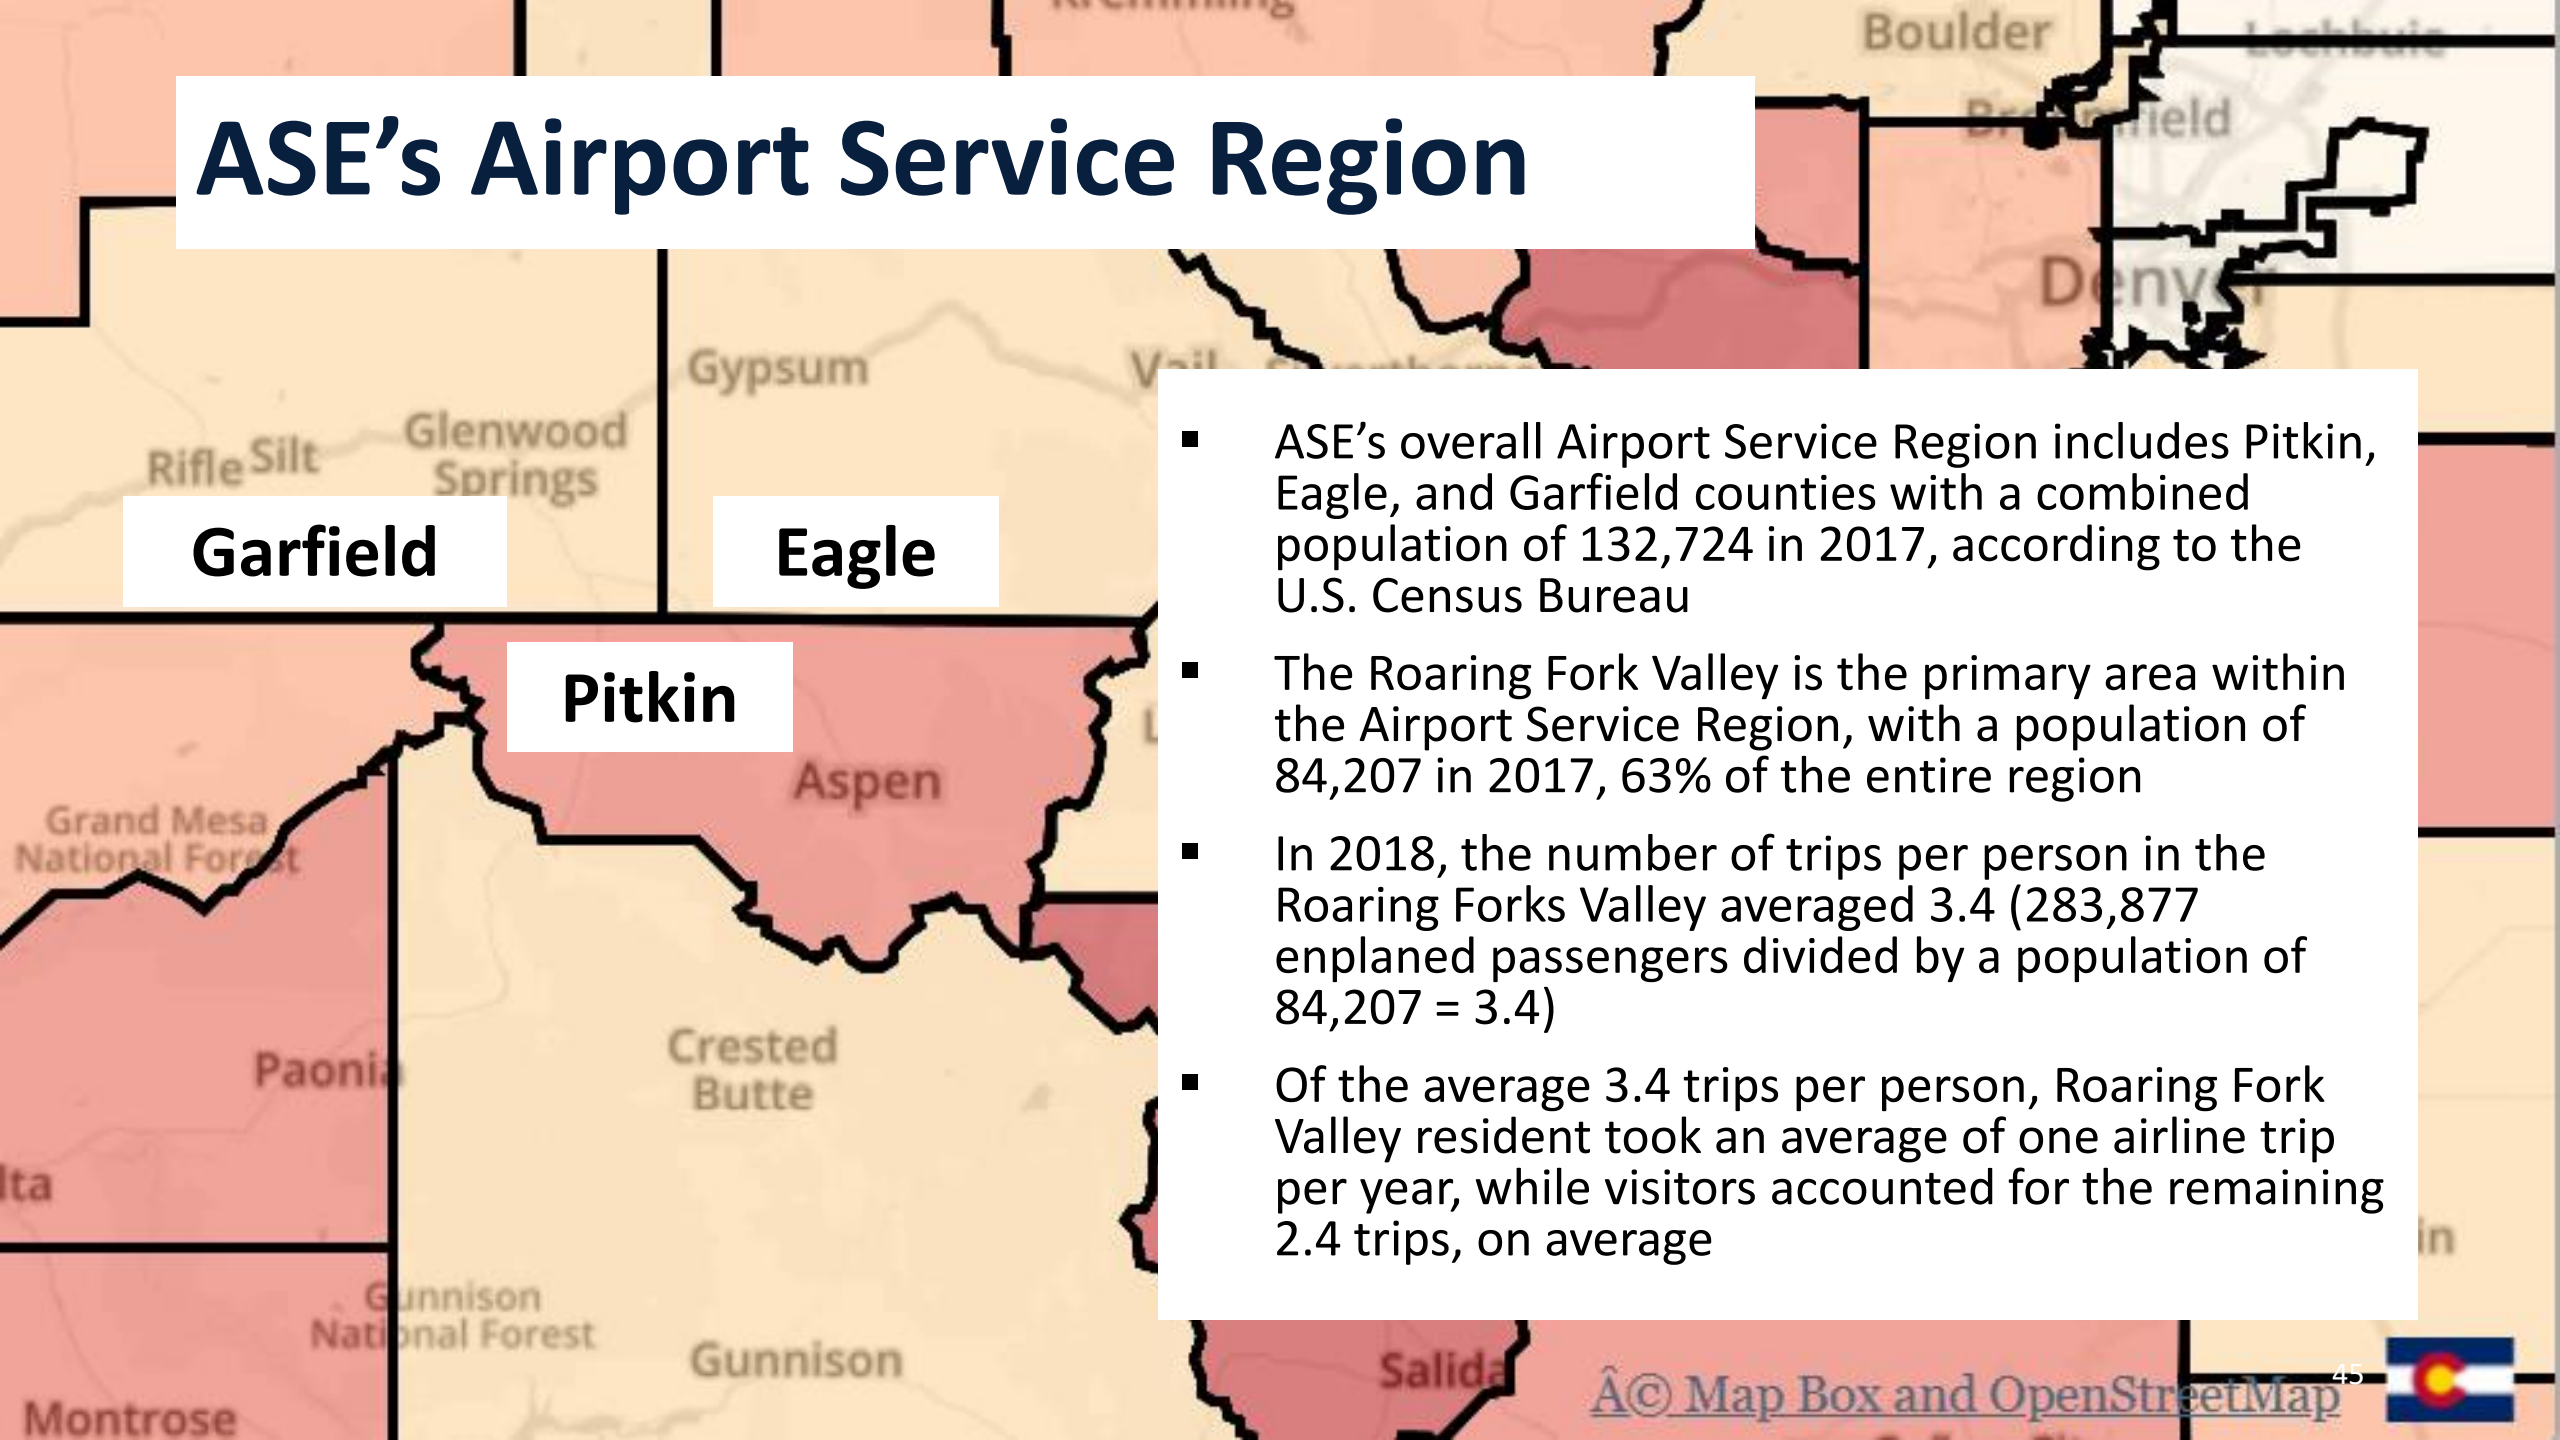 Kremmling
Boulder
Lochbuie
ASE’s Airport Service Region
Denver
Gypsum
Vail
Glenwood
Springs
Rifle
Silt
Garfield
Eagle
Pitkin
Aspen
Grand Mesa
National Forest
Crested
Butte
Paonia
Gunnison
National Forest
Gunnison
Montrose
Salida
▪ ASE’s overall Airport Service Region includes Pitkin,
Eagle, and Garfield counties with a combined
population of 132,724 in 2017, according to the
U.S. Census Bureau
▪ The Roaring Fork Valley is the primary area within
the Airport Service Region, with a population of
84,207 in 2017, 63% of the entire region
▪ In 2018, the number of trips per person in the
Roaring Forks Valley averaged 3.4 (283,877
enplaned passengers divided by a population of
84,207 = 3.4)
▪ Of the average 3.4 trips per person, Roaring Fork
Valley resident took an average of one airline trip
per year, while visitors accounted for the remaining
2.4 trips, on average
Â© Map Box and OpenStreetMap
45